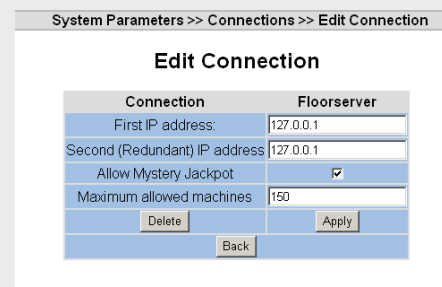 System Parameters >> Connections >> Edit Connection
Edit Connection
Connection Floorserver
First IP address: 127.0.0.1
Second (Redundant) IP address 127.0.0.1
Allow Mystery Jackpot
Maximum allowed machines 150
Delete Apply
Back